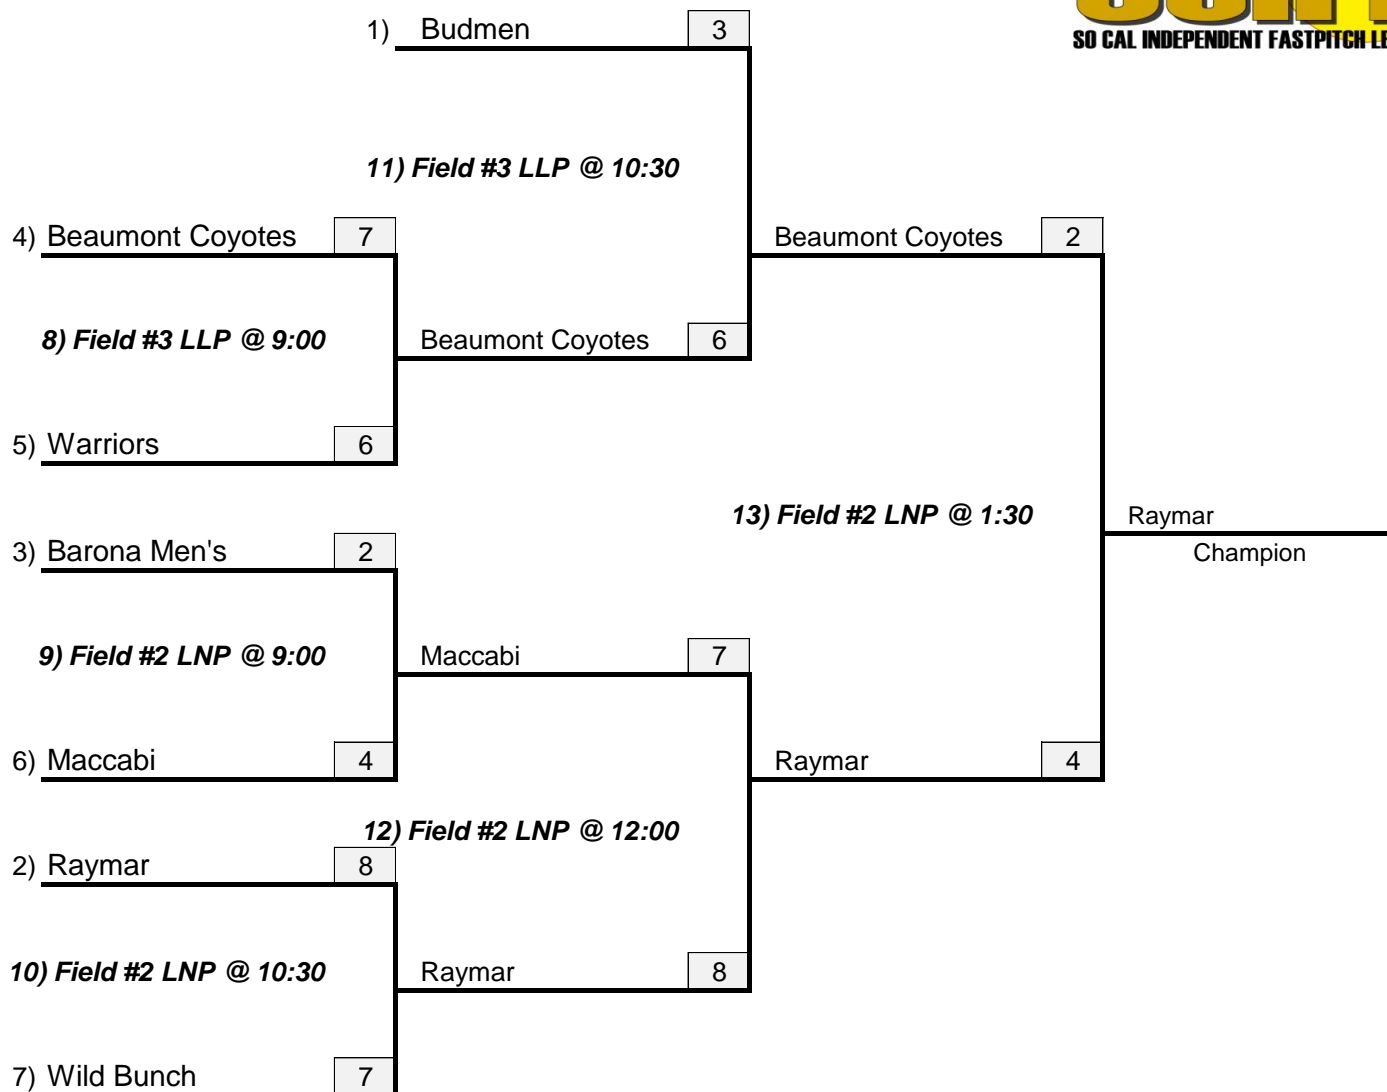 SO CAL INDEPENDENT FASTPITCH
1) Budmen 3
11) Field #3 LLP @ 10:30
4) Beaumont Coyotes 7
Beaumont Coyotes 2
8) Field #3 LLP @ 9:00
Beaumont Coyotes 6
5) Warriors 6
13) Field #2 LNP @ 1:30
Raymar
Champion
3) Barona Men's 2
9) Field #2 LNP @ 9:00
Maccabi 7
6) Maccabi 4
Raymar 4
12) Field #2 LNP @ 12:00
2) Raymar 8
10) Field #2 LNP @ 10:30
Raymar 8
7) Wild Bunch 7